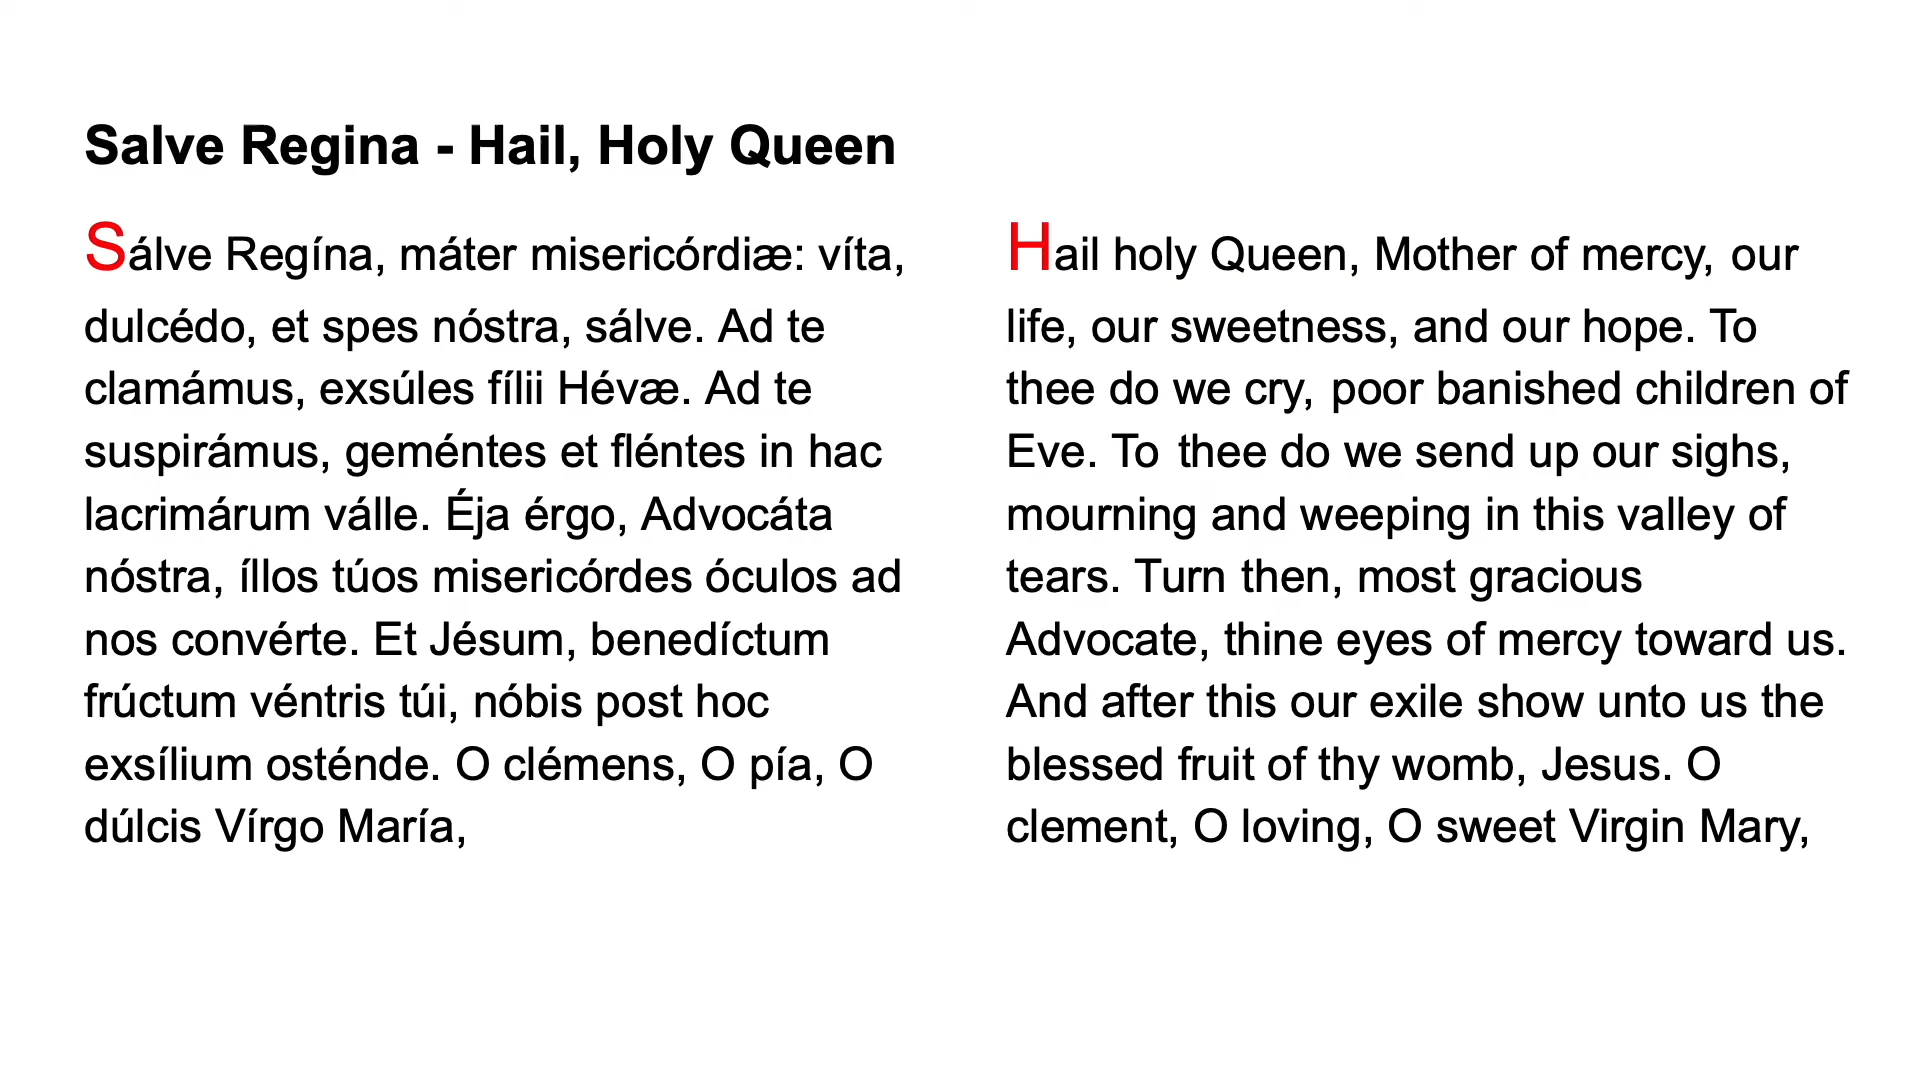 Salve Regina - Hail, Holy Queen
Sálve Regína, máter misericórdiæ: víta,
dulcédo, et spes nóstra, sálve. Ad te
clamámus, exsúles fílii Hévæ. Ad te
suspirámus, geméntes et fléntes in hac
lacrimárum válle. Éja érgo, Advocáta
nóstra, íllos túos misericórdes óculos ad
nos convérte. Et Jésum, benedíctum
frúctum véntris túi, nóbis post hoc
exsílium osténde. O clémens, O pía, O
dúlcis Vírgo María,
Hail holy Queen, Mother of mercy, our
life, our sweetness, and our hope. To
thee do we cry, poor banished children of
Eve. To thee do we send up our sighs,
mourning and weeping in this valley of
tears. Turn then, most gracious
Advocate, thine eyes of mercy toward us.
And after this our exile show unto us the
blessed fruit of thy womb, Jesus. O
clement, O loving, O sweet Virgin Mary,